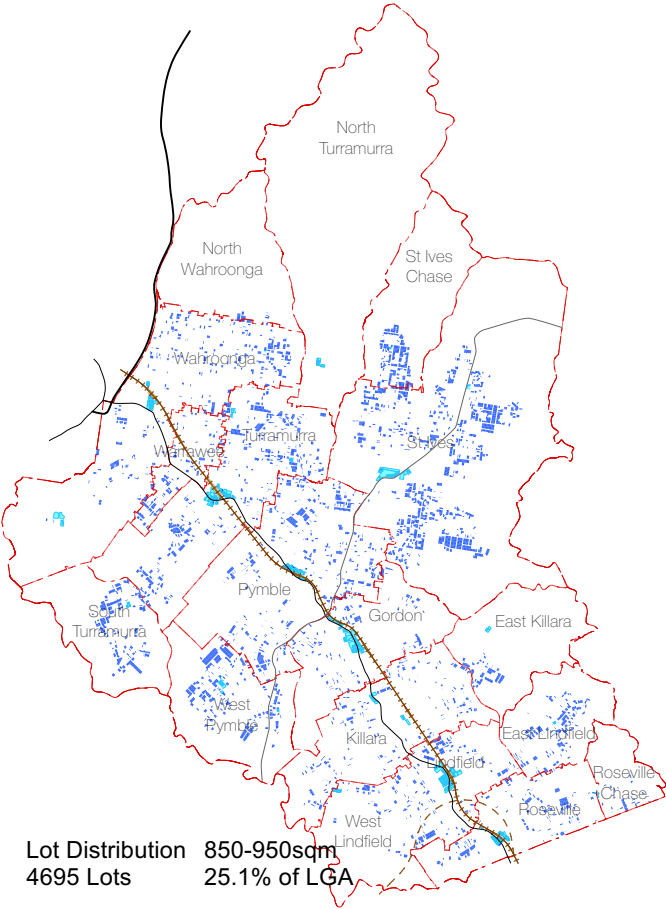 North
Turramurra
North
Wahroonga
St Ives
Chase
Wahroonga
Turramurra
St Ives
Warrawee
Pymble
Gordon
South
Turramurra
East Killara
West
Pymble
Killara
East Lindfield
Lindfield
Roseville
Chase
Roseville
West
Lindfield
Lot Distribution 850-950sqm
4695 Lots 25.1% of LGA